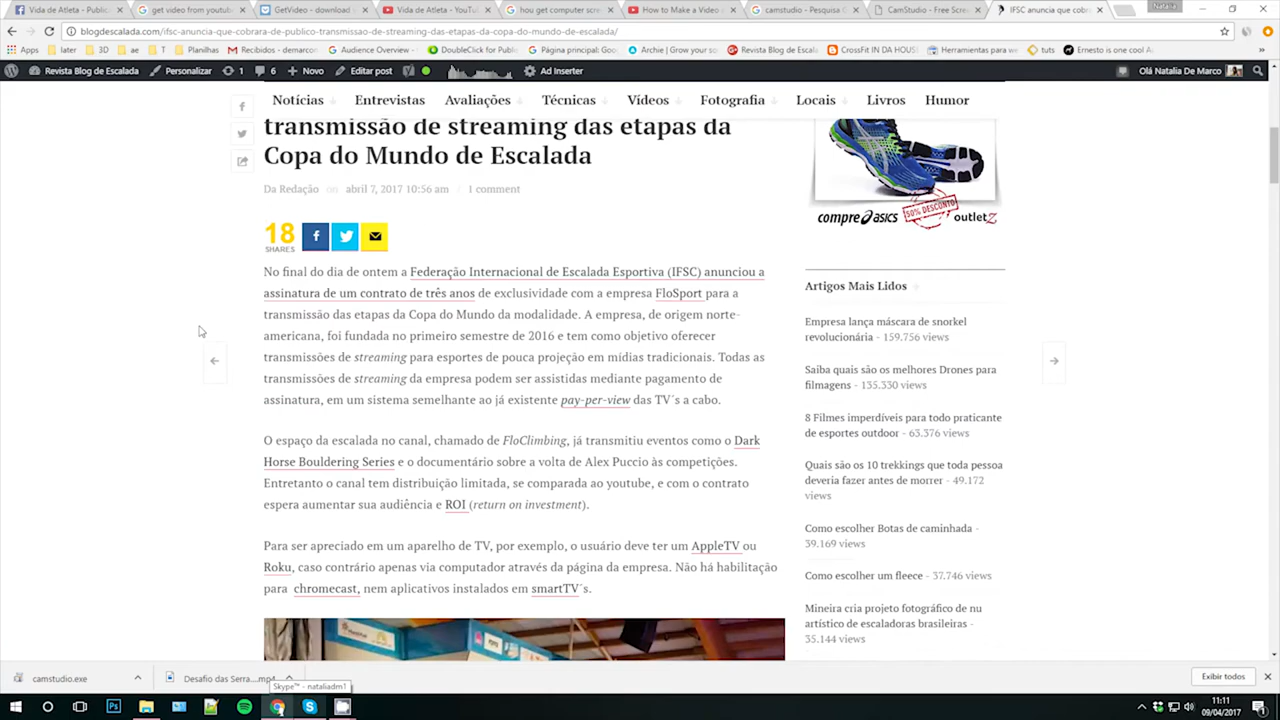 Vida de Atleta - Public
get video from youtub
GetVideo - download
Vida de Atleta - YouTu
hou get computer scre
How to Make a Video
camstudio - Pesquisa G
CamStudio - Free Scree
IFSC anuncia que cobr
Natalia
blogdescalada.com/ifsc-anuncia-que-cobrara-de-publico-transmissao-de-streaming-das-etapas-da-copa-do-mundo-de-escalada/
Apps later 3D ae T Planilhas Recibidos - demarcon Audience Overview - DoubleClick for Publ Página principal: Goo Archie | Grow your so Revista Blog de Escala CrossFit IN DA HOUS Herramientas para we tuts Ernesto is one cool A
Revista Blog de Escalada Personalizar 1 6 Novo Editar post Ad Inserter Olá Natalia De Marco
Notícias Entrevistas Avaliações Técnicas Vídeos Fotografia Locais Livros Humor
transmissão de streaming das etapas da
Copa do Mundo de Escalada
Da Redação on abril 7, 2017 10:56 am / 1 comment
18
SHARES
No final do dia de ontem a Federação Internacional de Escalada Esportiva (IFSC) anunciou a
assinatura de um contrato de três anos de exclusividade com a empresa FloSport para a
transmissão das etapas da Copa do Mundo da modalidade. A empresa, de origem norte-
americana, foi fundada no primeiro semestre de 2016 e tem como objetivo oferecer
transmissões de streaming para esportes de pouca projeção em mídias tradicionais. Todas as
transmissões de streaming da empresa podem ser assistidas mediante pagamento de
assinatura, em um sistema semelhante ao já existente pay-per-view das TV´s a cabo.
O espaço da escalada no canal, chamado de FloClimbing, já transmitiu eventos como o Dark
Horse Bouldering Series e o documentário sobre a volta de Alex Puccio às competições.
Entretanto o canal tem distribuição limitada, se comparada ao youtube, e com o contrato
espera aumentar sua audiência e ROI (return on investment).
Para ser apreciado em um aparelho de TV, por exemplo, o usuário deve ter um AppleTV ou
Roku, caso contrário apenas via computador através da página da empresa. Não há habilitação
para chromecast, nem aplicativos instalados em smartTV´s.
compre asics 50% DESCONTO outletz
Artigos Mais Lidos
Empresa lança máscara de snorkel
revolucionária - 159.756 views
Saiba quais são os melhores Drones para
filmagens - 135.330 views
8 Filmes imperdíveis para todo praticante
de esportes outdoor - 63.376 views
Quais são os 10 trekkings que toda pessoa
deveria fazer antes de morrer - 49.172
views
Como escolher Botas de caminhada -
39.169 views
Como escolher um fleece - 37.746 views
Mineira cria projeto fotográfico de nu
artístico de escaladoras brasileiras -
35.144 views
camstudio.exe
Desafio das Serra....mp4
Exibir todos
Skype™ - nataliadm1
11:11
09/04/2017